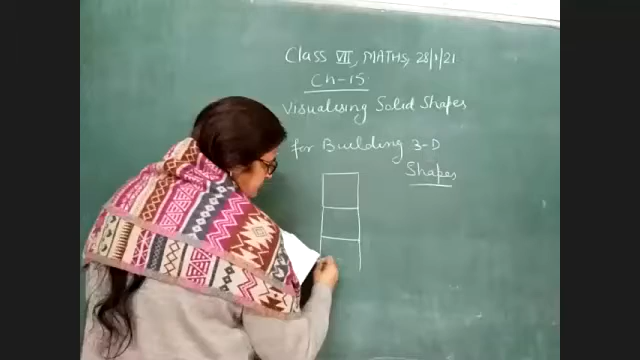 Class VII, MATHS, 28/1/21
Ch-15
Visualising Solid Shapes
for Building 3-D
Shapes